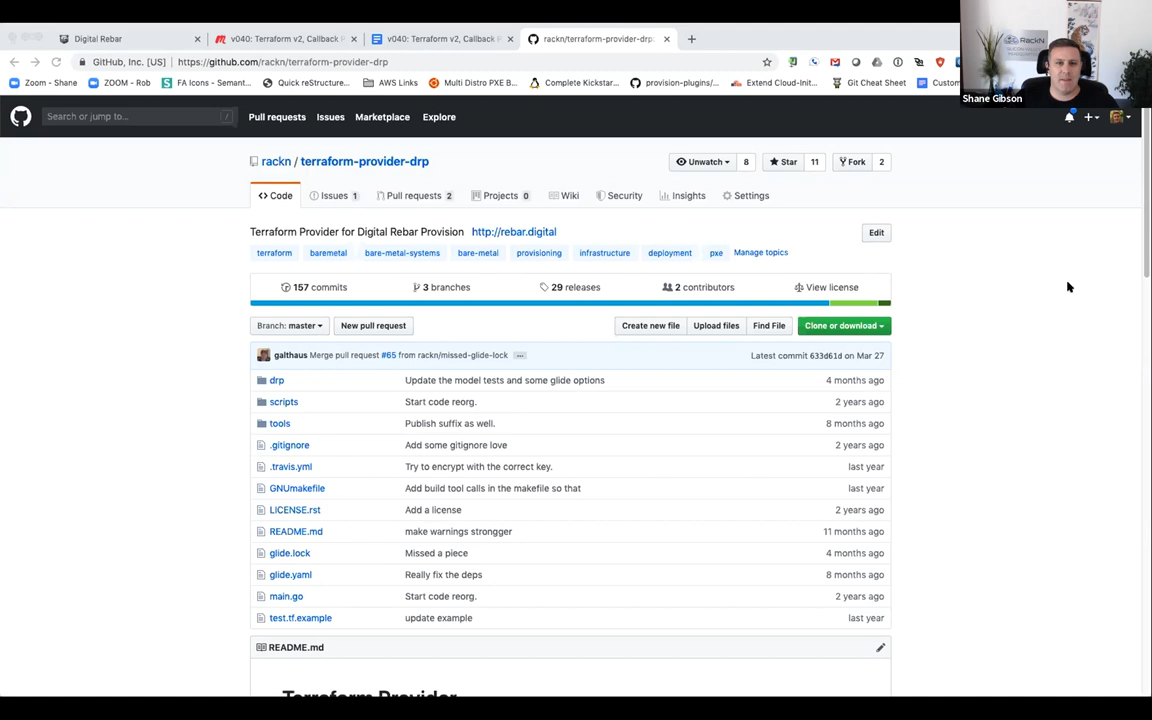 Digital Rebar
v040: Terraform v2, Callback F
v040: Terraform v2, Callback F
rackn/terraform-provider-drp:
GitHub, Inc. [US]
https://github.com/rackn/terraform-provider-drp
Zoom - Shane
ZOOM - Rob
FA Icons - Semant...
Quick reStructure...
AWS Links
Multi Distro PXE B...
Complete Kickstar...
provision-plugins/...
Extend Cloud-Init...
Git Cheat Sheet
Custom
RackN
Shane Gibson
Search or jump to...
/
Pull requests
Issues
Marketplace
Explore
rackn / terraform-provider-drp
Unwatch
8
Star
11
Fork
2
Code
Issues 1
Pull requests 2
Projects 0
Wiki
Security
Insights
Settings
Terraform Provider for Digital Rebar Provision http://rebar.digital
Edit
terraform
baremetal
bare-metal-systems
bare-metal
provisioning
infrastructure
deployment
pxe
Manage topics
157 commits
3 branches
29 releases
2 contributors
View license
Branch: master
New pull request
Create new file
Upload files
Find File
Clone or download
galthaus Merge pull request #65 from rackn/missed-glide-lock ...
Latest commit 633d61d on Mar 27
drp
Update the model tests and some glide options
4 months ago
scripts
Start code reorg.
2 years ago
tools
Publish suffix as well.
8 months ago
.gitignore
Add some gitignore love
2 years ago
.travis.yml
Try to encrypt with the correct key.
last year
GNUmakefile
Add build tool calls in the makefile so that
last year
LICENSE.rst
Add a license
2 years ago
README.md
make warnings strongger
11 months ago
glide.lock
Missed a piece
4 months ago
glide.yaml
Really fix the deps
8 months ago
main.go
Start code reorg.
2 years ago
test.tf.example
update example
last year
README.md
Terraform Provider